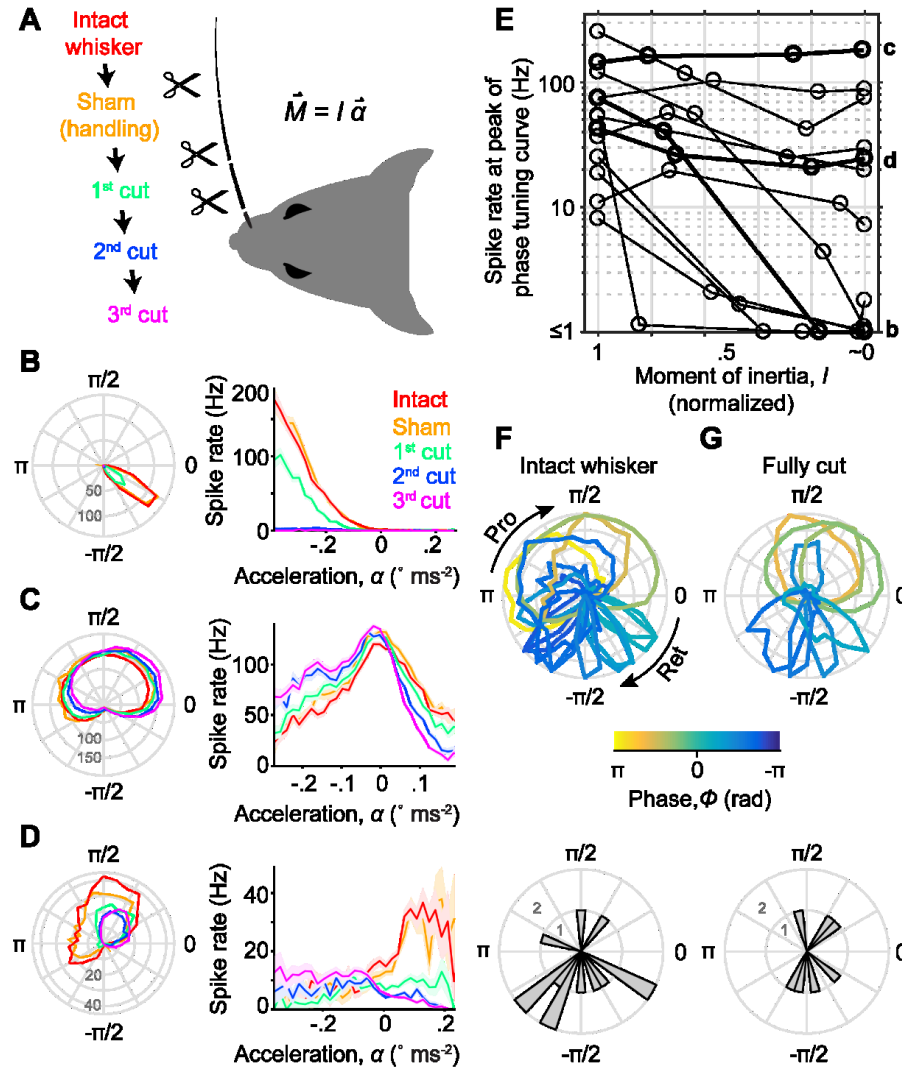 A
Intact
whisker
Sham
(handling)
1st cut
2nd cut
3rd cut
M⃗ = I α⃗
E
Spike rate at peak of
phase tuning curve (Hz)
100
10
≤1
c
d
b
1
.5
~0
Moment of inertia, I
(normalized)
B
π/2
π
0
50
100
-π/2
Spike rate (Hz)
200
100
0
Intact
Sham
1st cut
2nd cut
3rd cut
-.2
0
.2
Acceleration, α (° ms-2)
C
π/2
π
0
100
150
-π/2
Spike rate (Hz)
100
50
0
-.2
-.1
0
.1
Acceleration, α (° ms-2)
D
π/2
π
0
20
40
-π/2
Spike rate (Hz)
40
20
0
-.2
0
.2
Acceleration, α (° ms-2)
F
Intact whisker
π/2
Pro
π
0
Ret
-π/2
G
Fully cut
π/2
π
0
-π/2
π
0
-π
Phase, Φ (rad)
π/2
2
1
π
0
-π/2
π/2
2
1
π
0
-π/2